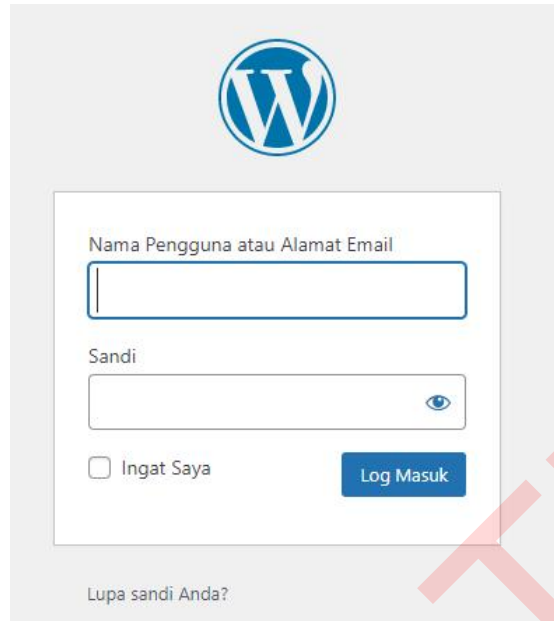 Nama Pengguna atau Alamat Email
Sandi
Ingat Saya
Log Masuk
Lupa sandi Anda?